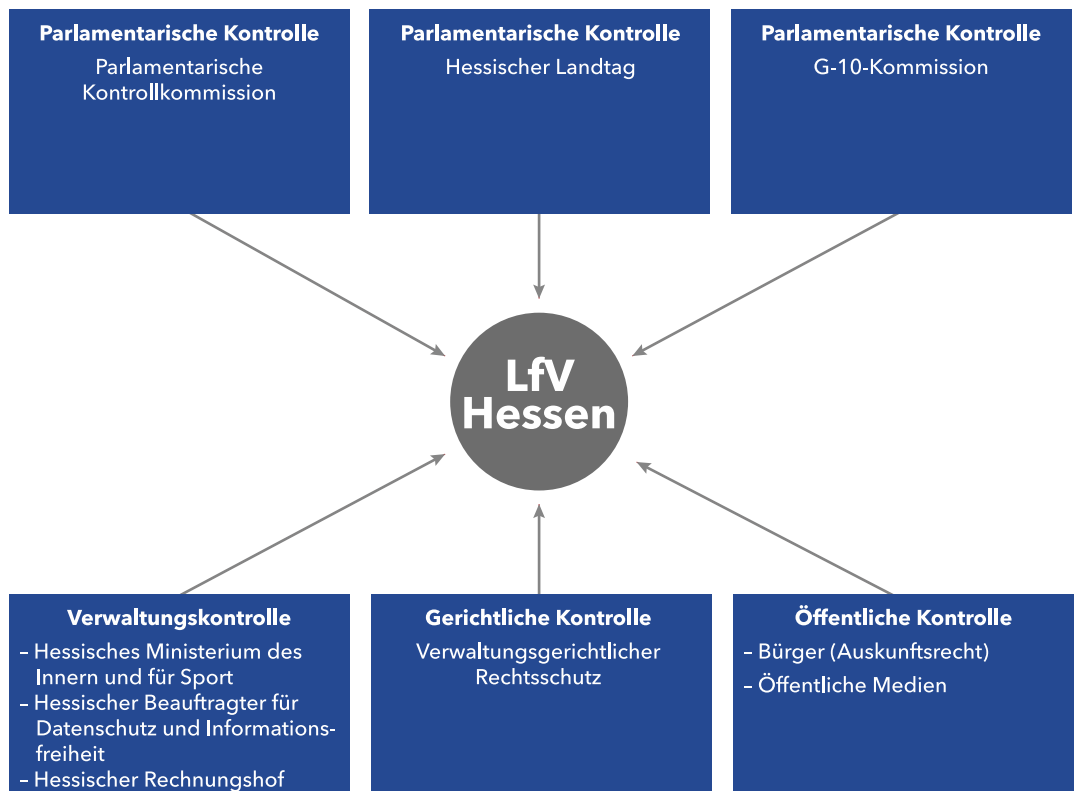 Parlamentarische Kontrolle
Parlamentarische
Kontrollkommission
Parlamentarische Kontrolle
Hessischer Landtag
Parlamentarische Kontrolle
G-10-Kommission
LfV
Hessen
Verwaltungskontrolle
– Hessisches Ministerium des
Innern und für Sport
– Hessischer Beauftragter für
Datenschutz und Informations-
freiheit
– Hessischer Rechnungshof
Gerichtliche Kontrolle
Verwaltungsgerichtlicher
Rechtsschutz
Öffentliche Kontrolle
– Bürger (Auskunftsrecht)
– Öffentliche Medien